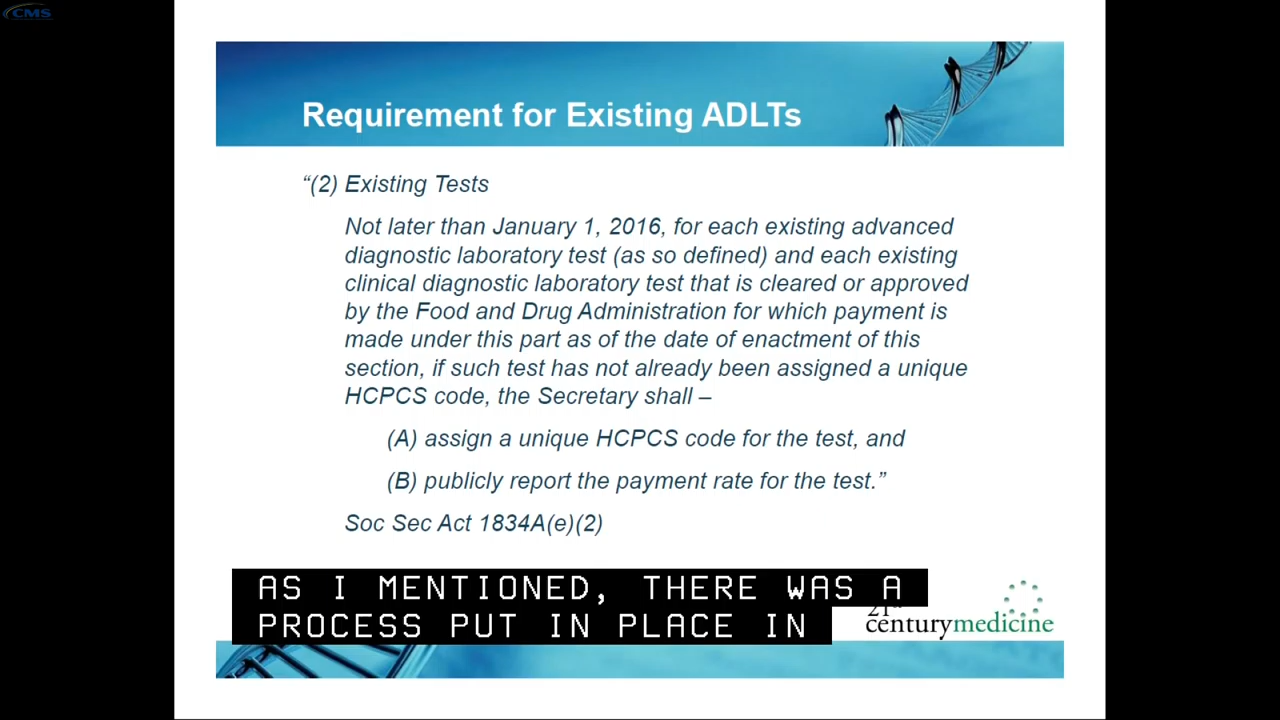 CMS
Requirement for Existing ADLTs
“(2) Existing Tests
Not later than January 1, 2016, for each existing advanced
diagnostic laboratory test (as so defined) and each existing
clinical diagnostic laboratory test that is cleared or approved
by the Food and Drug Administration for which payment is
made under this part as of the date of enactment of this
section, if such test has not already been assigned a unique
HCPCS code, the Secretary shall –
(A) assign a unique HCPCS code for the test, and
(B) publicly report the payment rate for the test.”
Soc Sec Act 1834A(e)(2)
AS I MENTIONED, THERE WAS A
PROCESS PUT IN PLACE IN
21st
centurymedicine